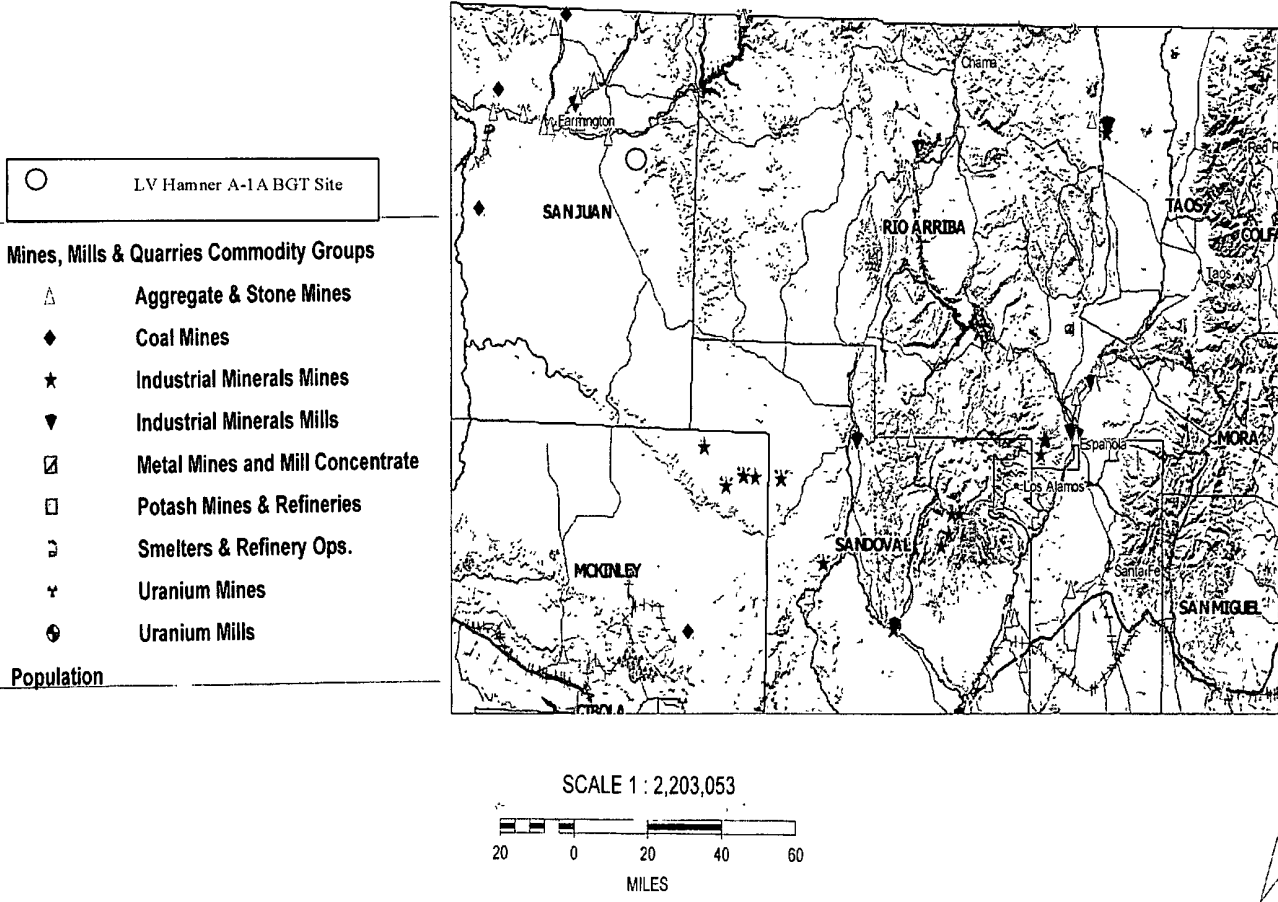 LV Hamner A-1A BGT Site
Mines, Mills & Quarries Commodity Groups
Aggregate & Stone Mines
Coal Mines
Industrial Minerals Mines
Industrial Minerals Mills
Metal Mines and Mill Concentrate
Potash Mines & Refineries
Smelters & Refinery Ops.
Uranium Mines
Uranium Mills
Population
Chama
Farmington
Red R
SAN JUAN
TAOS
RIO ARRIBA
COLFA
Taos
Española
MORA
Los Alamos
SANDOVAL
MCKINLEY
Santa Fe
SAN MIGUEL
CIBOLA
SCALE 1 : 2,203,053
20 0 20 40 60
MILES